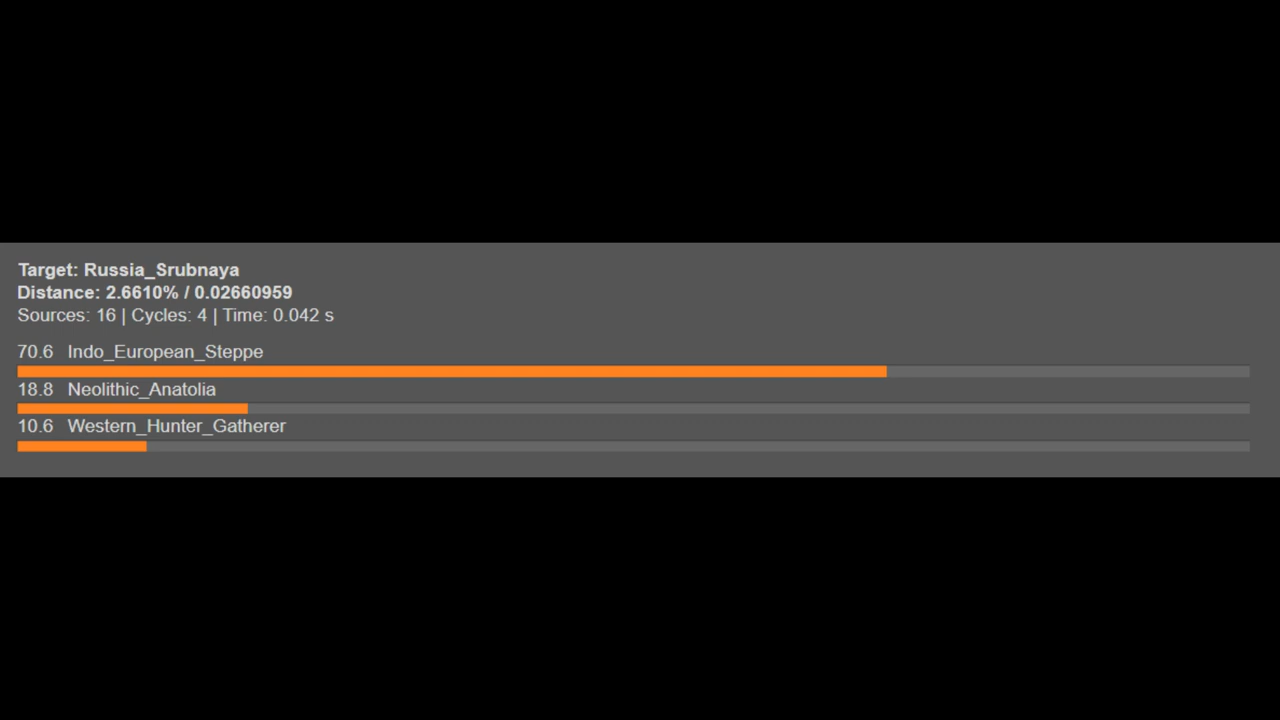 Target: Russia_Srubnaya
Distance: 2.6610% / 0.02660959
Sources: 16 | Cycles: 4 | Time: 0.042 s
70.6 Indo_European_Steppe
18.8 Neolithic_Anatolia
10.6 Western_Hunter_Gatherer